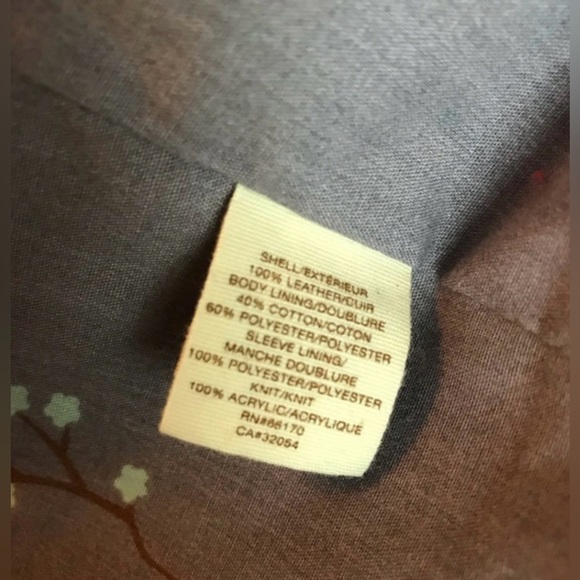 SHELL/EXTÉRIEUR
100% LEATHER/CUIR
BODY LINING/DOUBLURE
40% COTTON/COTON
60% POLYESTER/POLYESTER
SLEEVE LINING/
MANCHE DOUBLURE
100% POLYESTER/POLYESTER
KNIT/KNIT
100% ACRYLIC/ACRYLIQUE
RN#66170
CA#32054